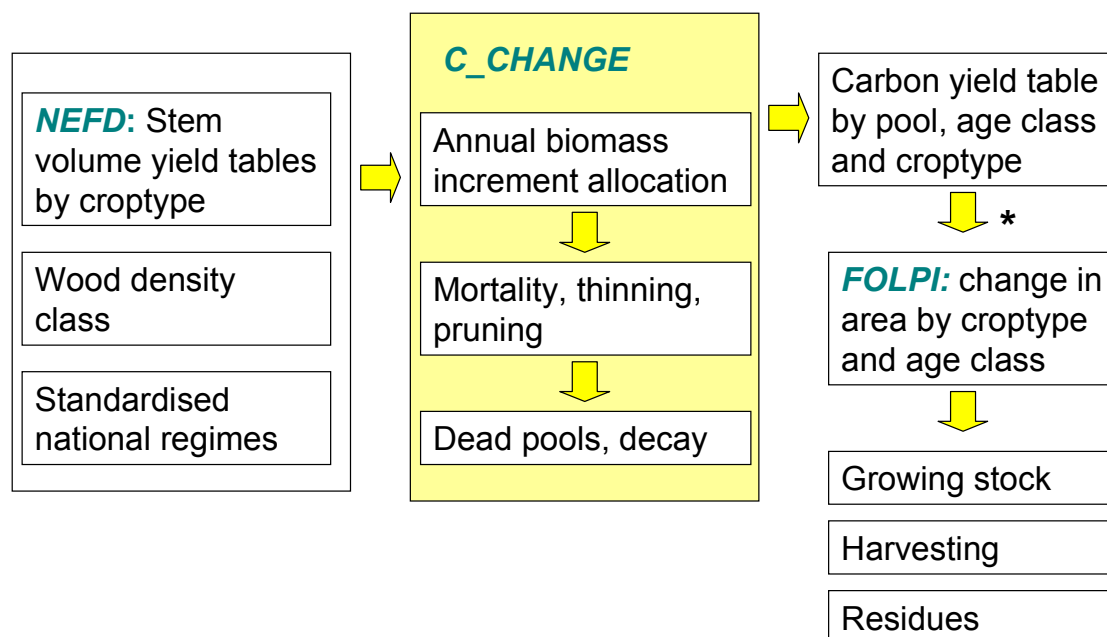 NEFD: Stem
volume yield tables
by croptype
Wood density
class
Standardised
national regimes
C_CHANGE
Annual biomass
increment allocation
Mortality, thinning,
pruning
Dead pools, decay
Carbon yield table
by pool, age class
and croptype
*
FOLPI: change in
area by croptype
and age class
Growing stock
Harvesting
Residues